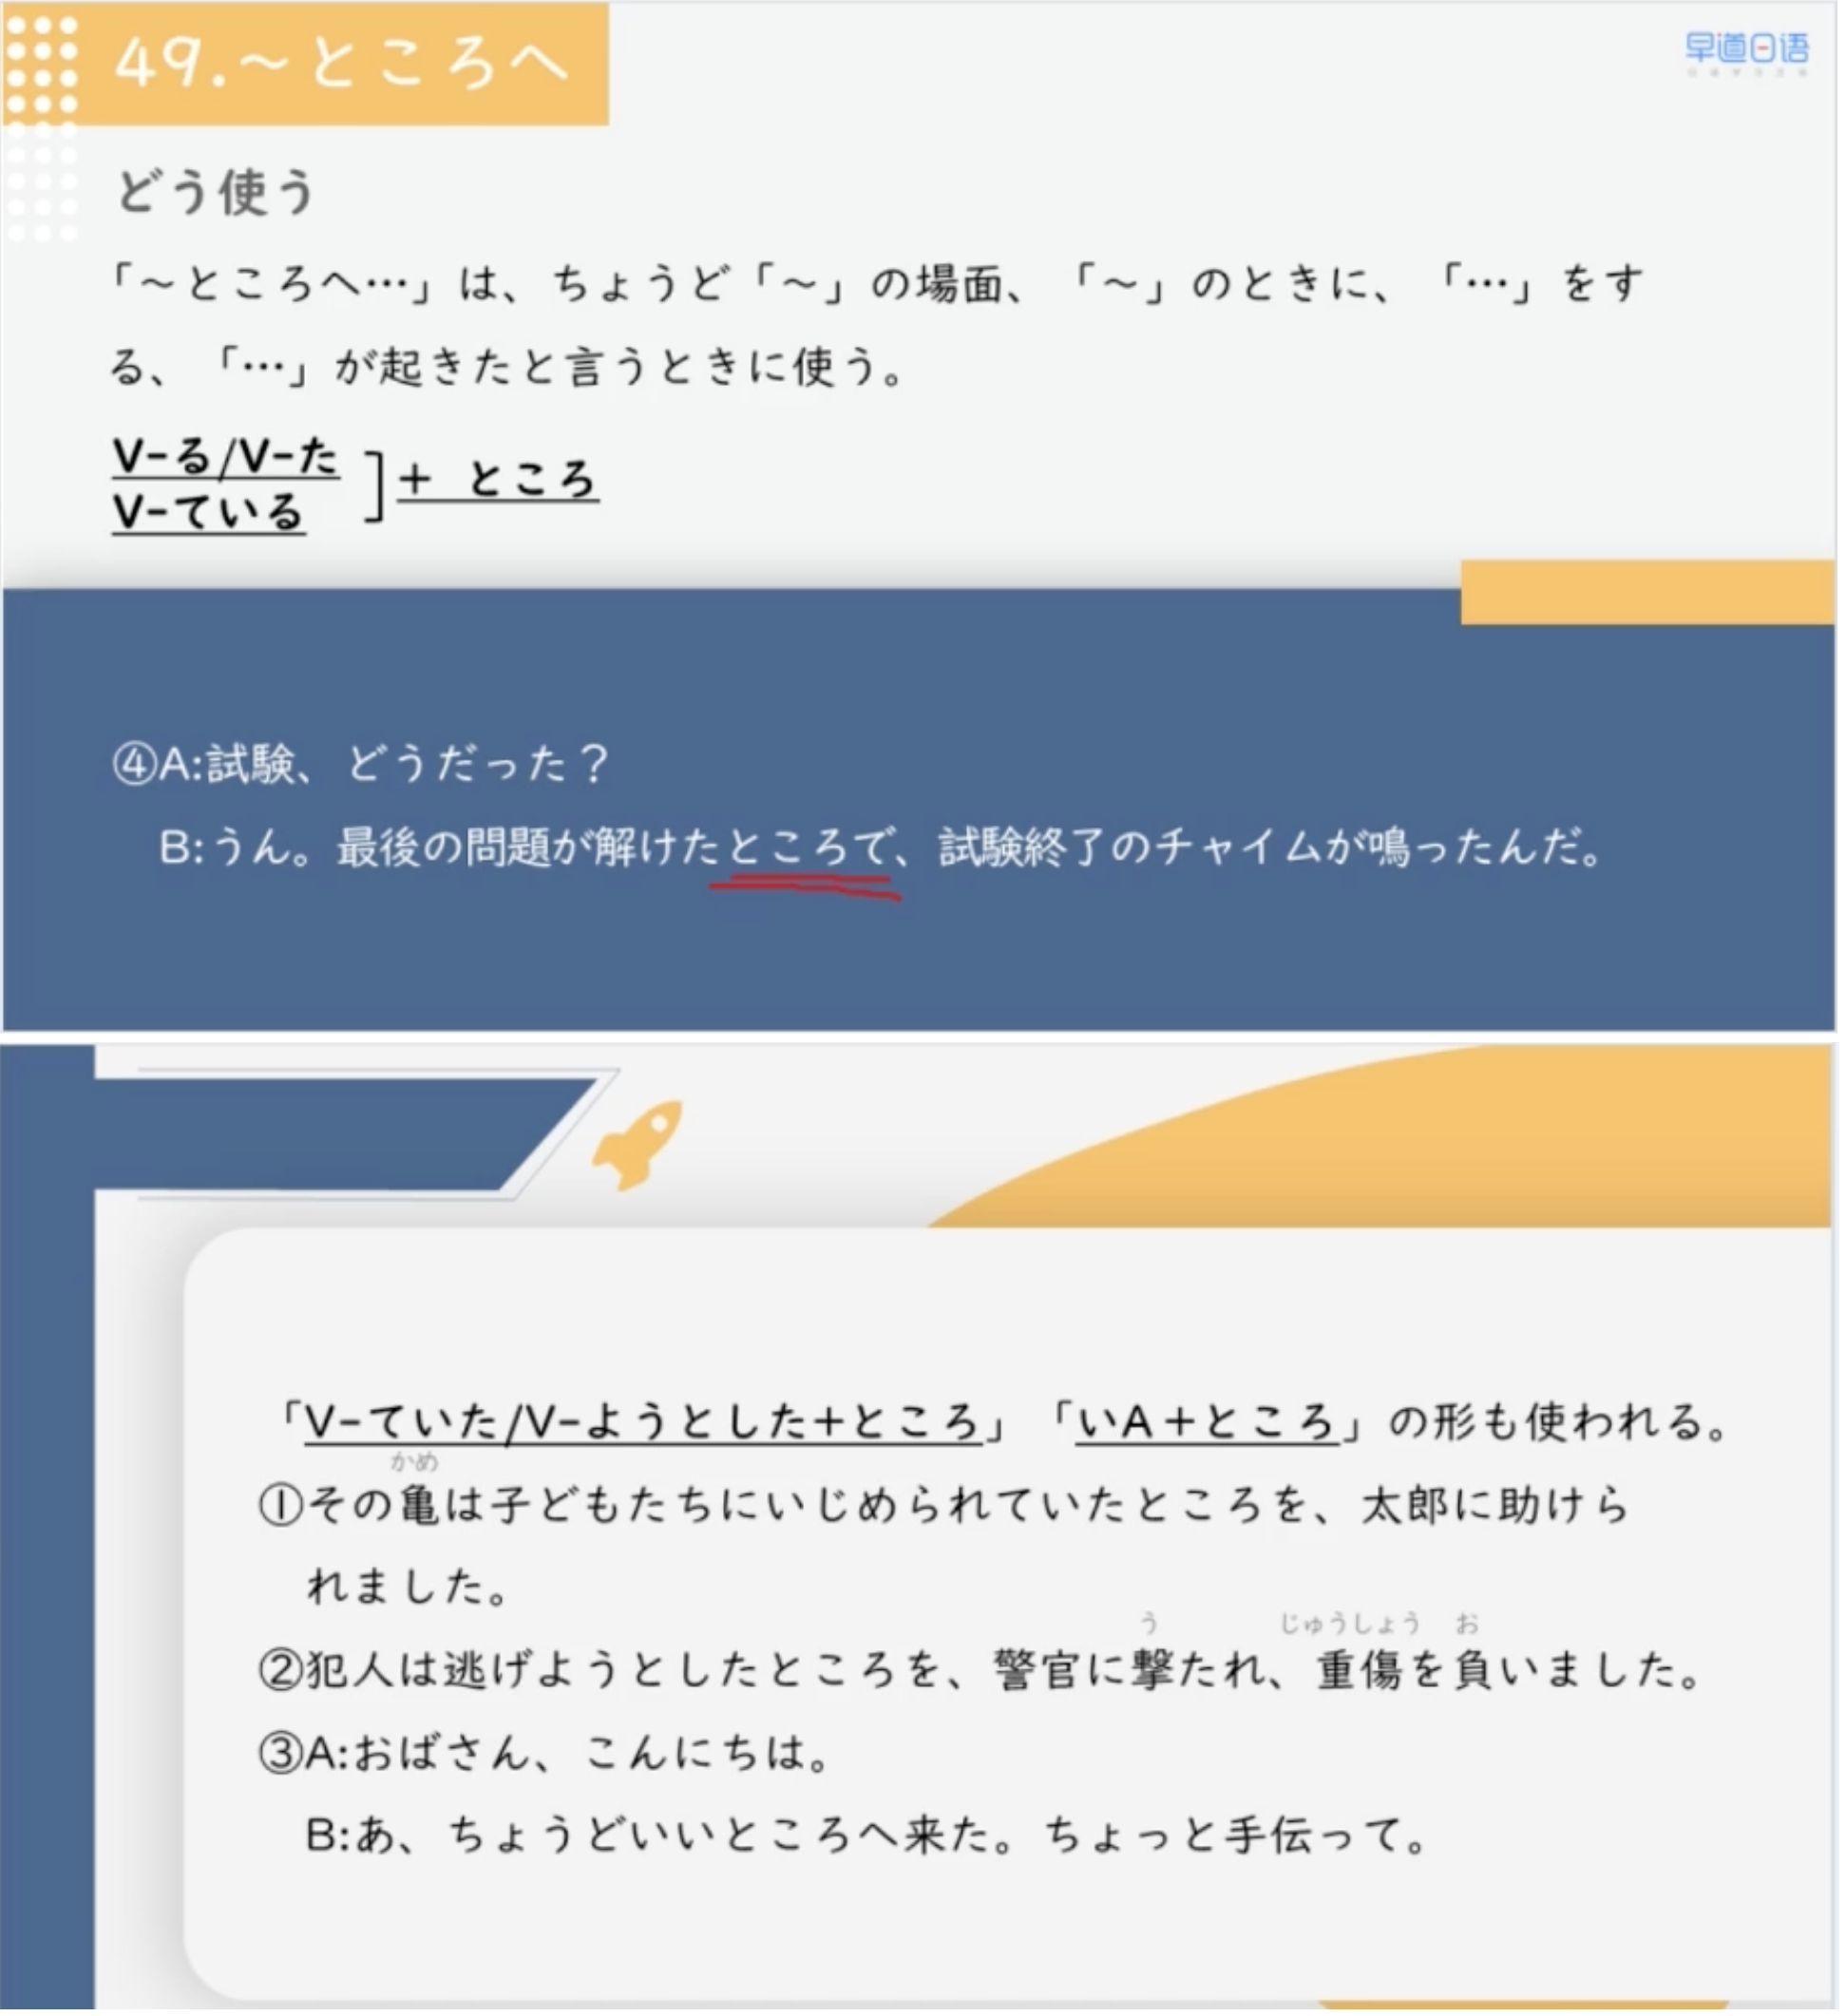 49.～ところへ
早道日语
どう使う
「～ところへ…」は、ちょうど「～」の場面、「～」のときに、「…」をす
る、「…」が起きたと言うときに使う。
V-る/V-た
V-ている
]+ ところ
④A:試験、どうだった？
B:うん。最後の問題が解けたところで、試験終了のチャイムが鳴ったんだ。
「V-ていた/V-ようとした+ところ」「いA+ところ」の形も使われる。
かめ
①その亀は子どもたちにいじめられていたところを、太郎に助けら
れました。
う じゅうしょう お
②犯人は逃げようとしたところを、警官に撃たれ、重傷を負いました。
③A:おばさん、こんにちは。
B:あ、ちょうどいいところへ来た。ちょっと手伝って。